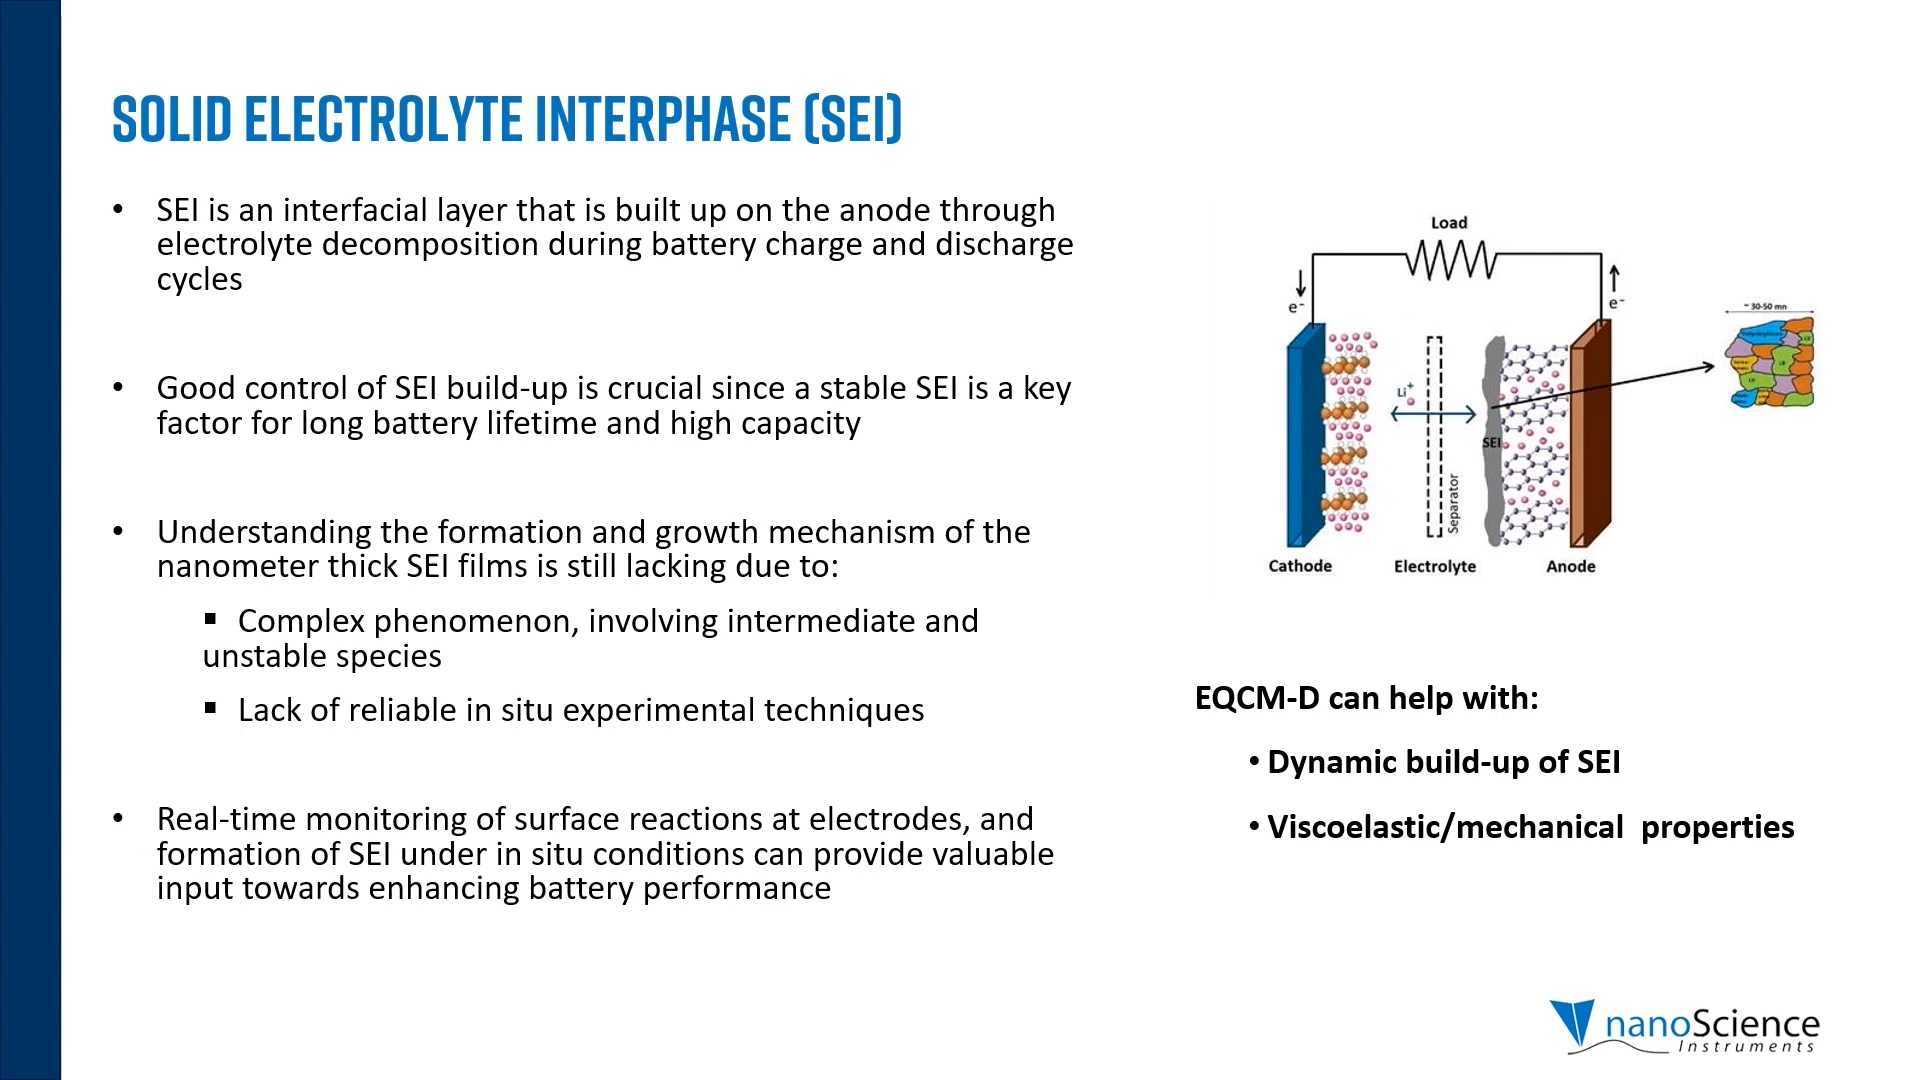 SOLID ELECTROLYTE INTERPHASE (SEI)
• SEI is an interfacial layer that is built up on the anode through
electrolyte decomposition during battery charge and discharge
cycles
• Good control of SEI build-up is crucial since a stable SEI is a key
factor for long battery lifetime and high capacity
• Understanding the formation and growth mechanism of the
nanometer thick SEI films is still lacking due to:
▪ Complex phenomenon, involving intermediate and
unstable species
▪ Lack of reliable in situ experimental techniques
• Real-time monitoring of surface reactions at electrodes, and
formation of SEI under in situ conditions can provide valuable
input towards enhancing battery performance
Load
e-
e-
~ 30-50 mn
Li+
SEI
Separator
Cathode
Electrolyte
Anode
EQCM-D can help with:
• Dynamic build-up of SEI
• Viscoelastic/mechanical properties
nanoScience
Instruments